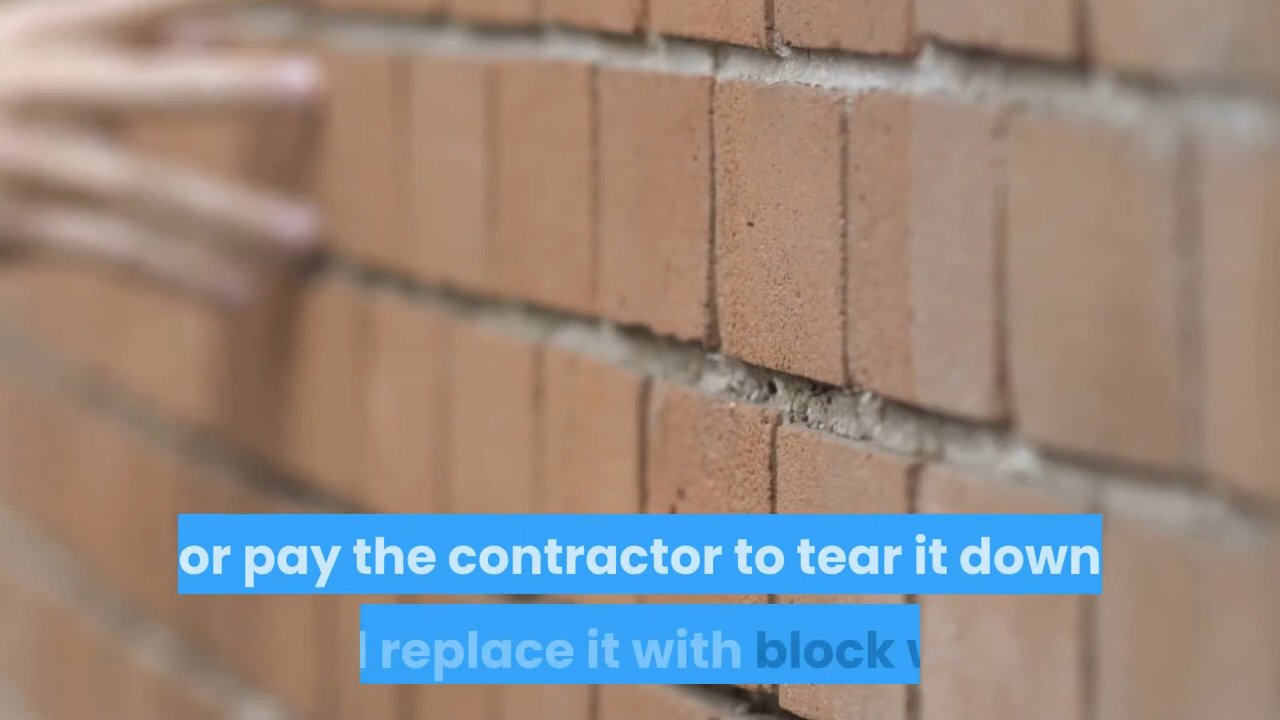 or pay the contractor to tear it down
replace it with block